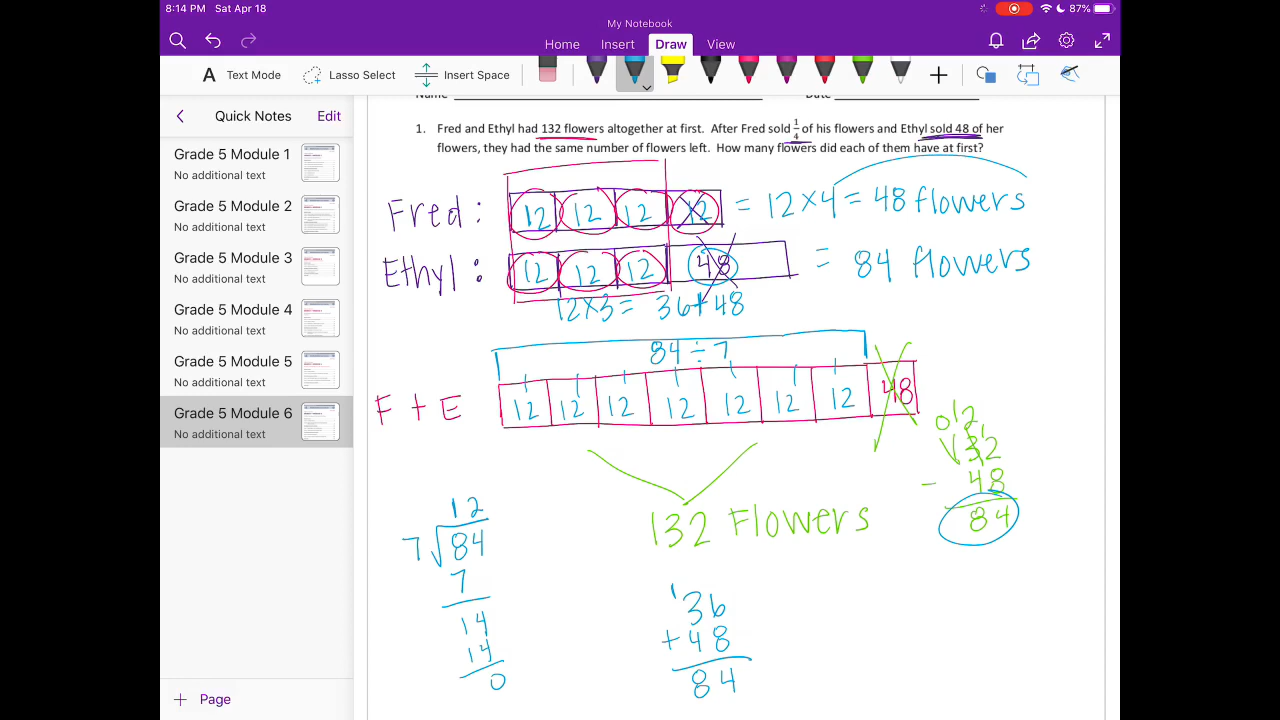 8:14 PM Sat Apr 18
87%
My Notebook
Home Insert Draw View
A Text Mode Lasso Select Insert Space
Quick Notes Edit
Grade 5 Module 1
No additional text
Grade 5 Module 2
No additional text
Grade 5 Module 3
No additional text
Grade 5 Module 4
No additional text
Grade 5 Module 5
No additional text
Grade 5 Module 6
No additional text
+ Page
Name Date
1. Fred and Ethyl had 132 flowers altogether at first. After Fred sold 1/4 of his flowers and Ethyl sold 48 of her
flowers, they had the same number of flowers left. How many flowers did each of them have at first?
Fred 12 12 12 12 = 12 × 4 = 48 flowers
Ethyl: 12 12 12 48 = 84 flowers
12×3 = 36+48
84 ÷ 7
F + E 12 12 12 12 12 12 12 48
132 Flowers
0 12 1
132
- 48
84
12
7 84
7
14
14
0
1
36
+ 48
84